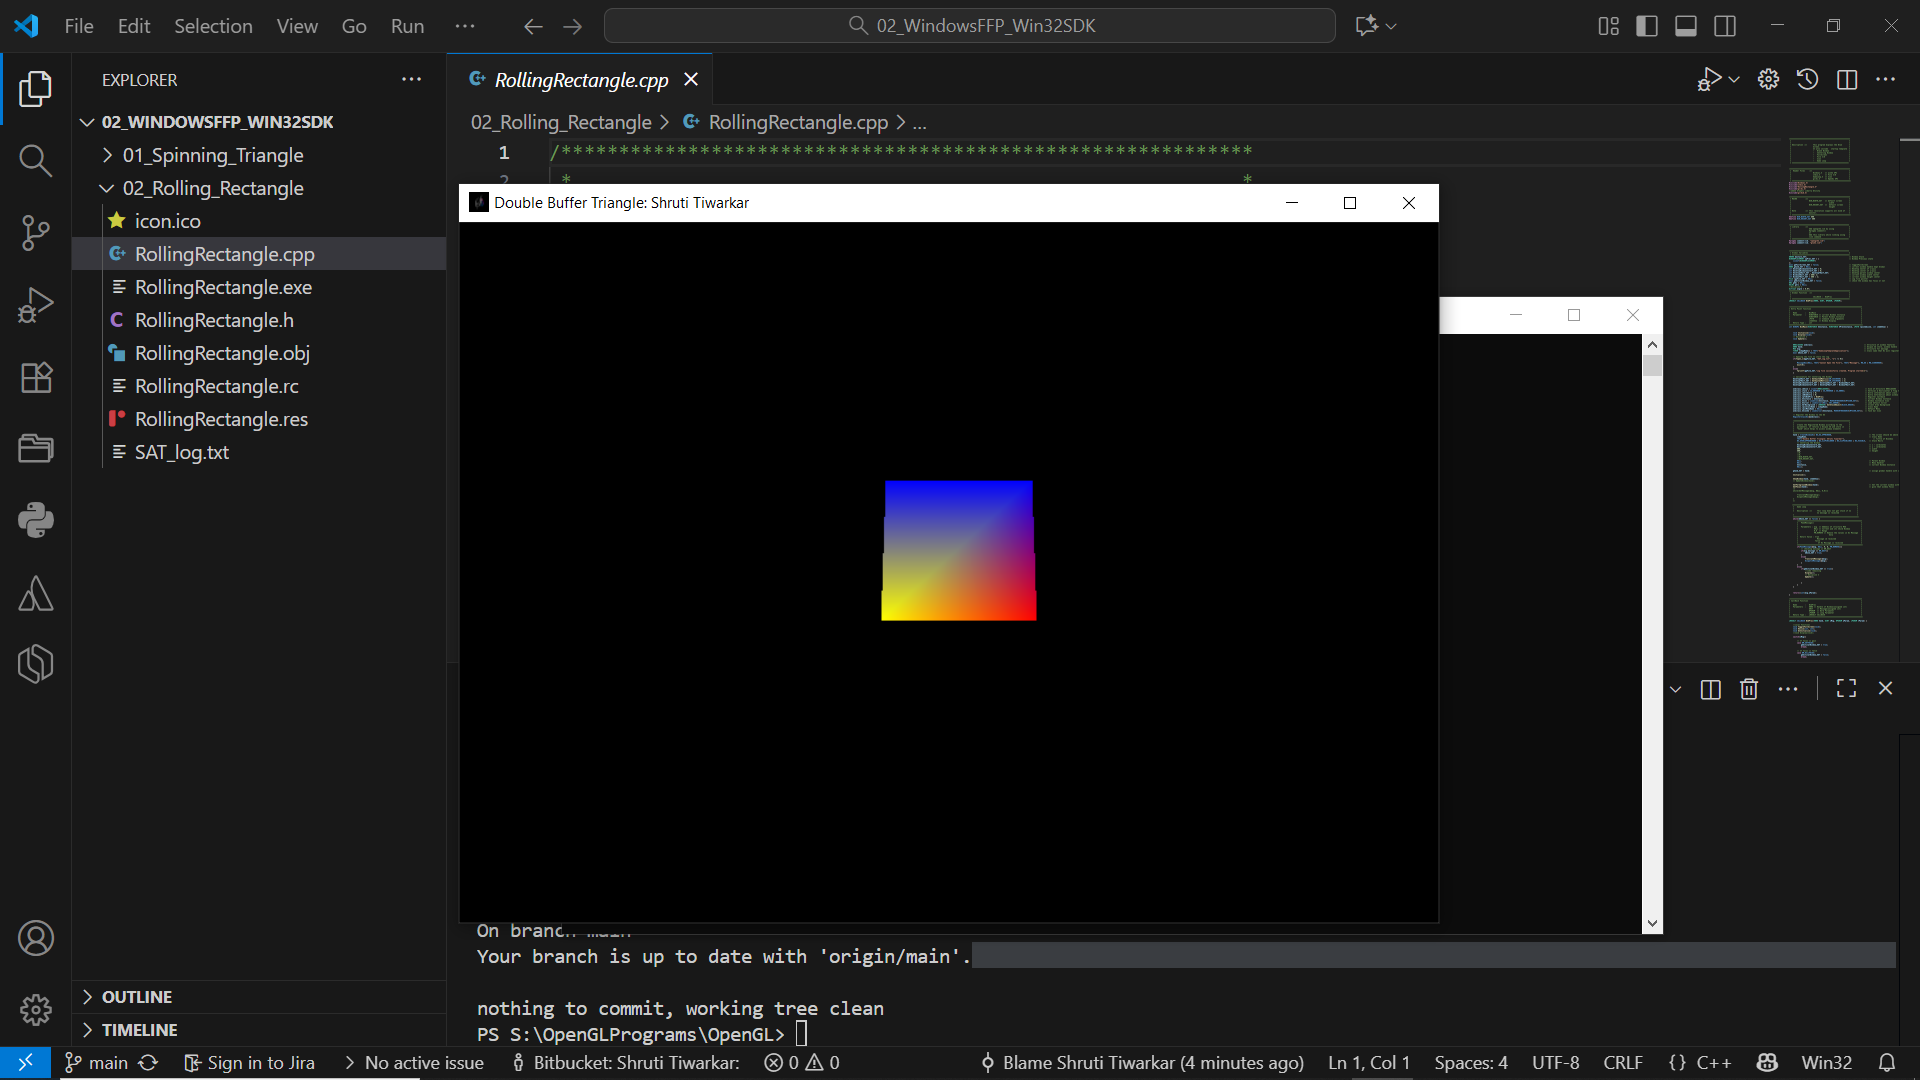 File Edit Selection View Go Run
02_WindowsFFP_Win32SDK
EXPLORER
02_WINDOWSFFP_WIN32SDK
01_Spinning_Triangle
02_Rolling_Rectangle
icon.ico
RollingRectangle.cpp
RollingRectangle.exe
RollingRectangle.h
RollingRectangle.obj
RollingRectangle.rc
RollingRectangle.res
SAT_log.txt
OUTLINE
TIMELINE
RollingRectangle.cpp
02_Rolling_Rectangle > RollingRectangle.cpp > ...
1 /************************************************************
2 * *
Double Buffer Triangle: Shruti Tiwarkar
On branch main
Your branch is up to date with 'origin/main'.
nothing to commit, working tree clean
PS S:\OpenGLPrograms\OpenGL>
main Sign in to Jira No active issue Bitbucket: Shruti Tiwarkar: 0 0 Blame Shruti Tiwarkar (4 minutes ago) Ln 1, Col 1 Spaces: 4 UTF-8 CRLF {} C++ Win32